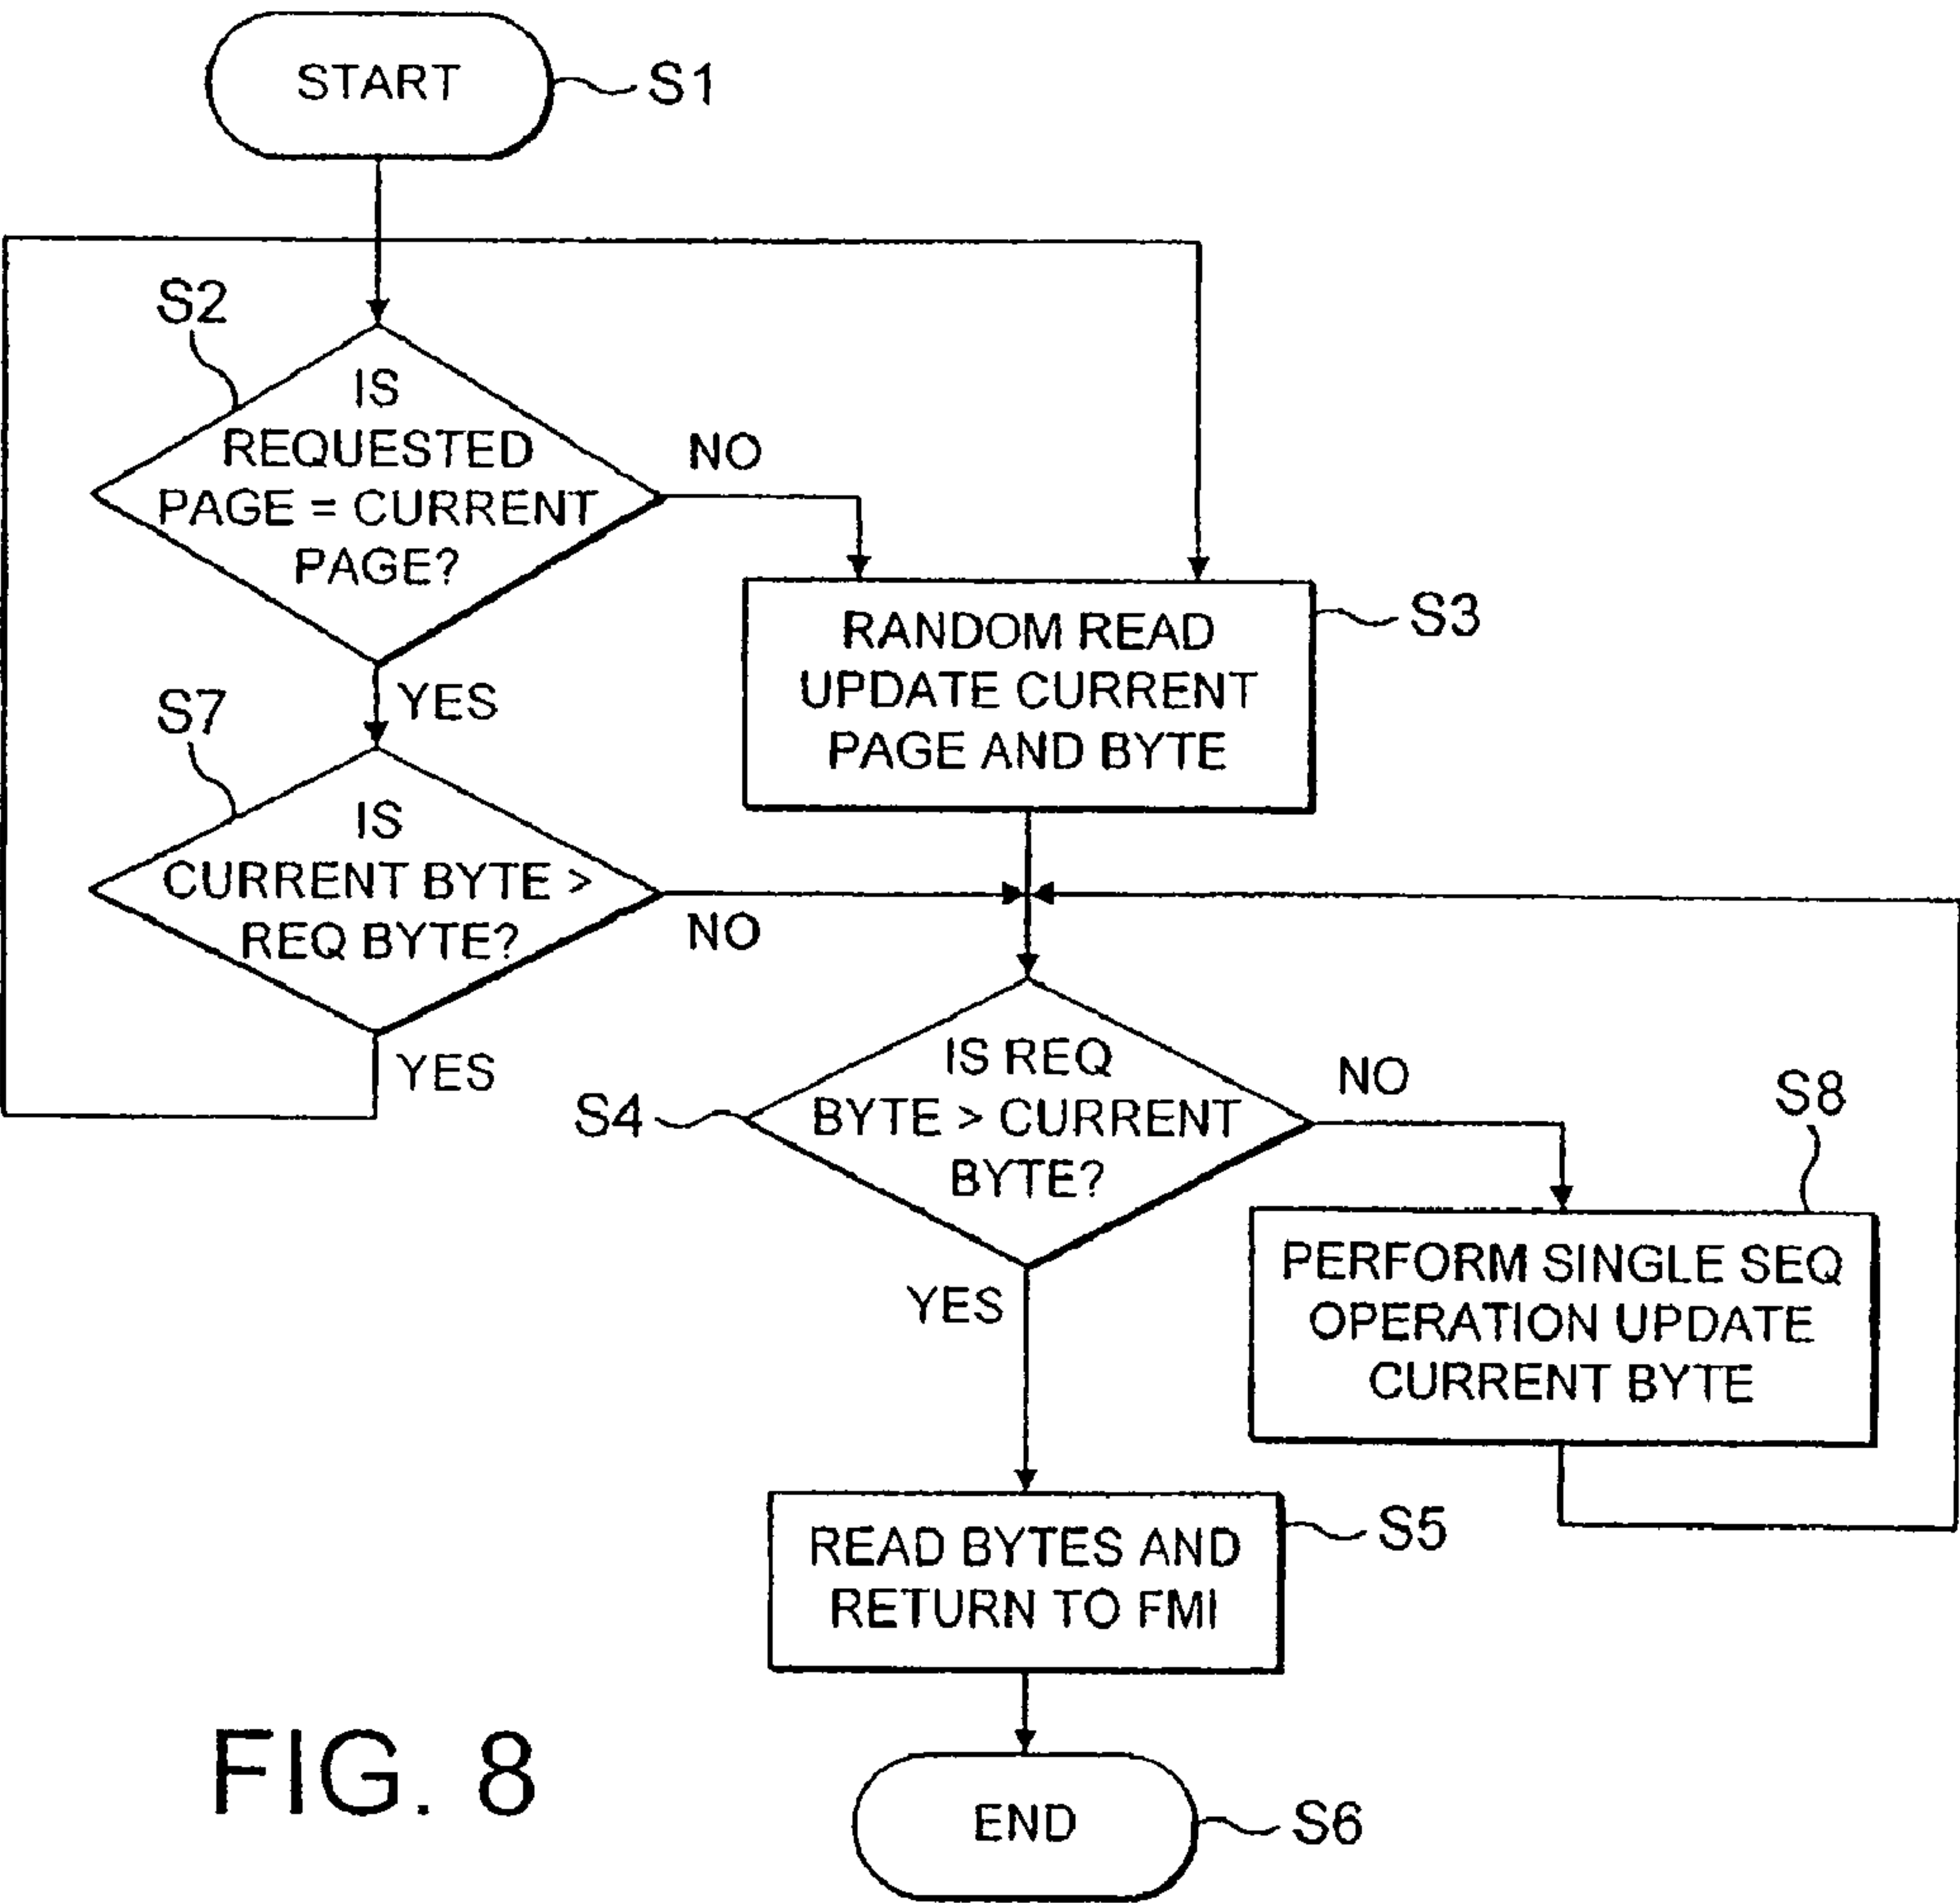 START
S1
S2
IS
REQUESTED
PAGE = CURRENT
PAGE?
NO
YES
RANDOM READ
UPDATE CURRENT
PAGE AND BYTE
S3
S7
IS
CURRENT BYTE >
REQ BYTE?
NO
YES
S4
IS REQ
BYTE > CURRENT
BYTE?
NO
YES
S8
PERFORM SINGLE SEQ
OPERATION UPDATE
CURRENT BYTE
READ BYTES AND
RETURN TO FMI
S5
END
S6
FIG. 8